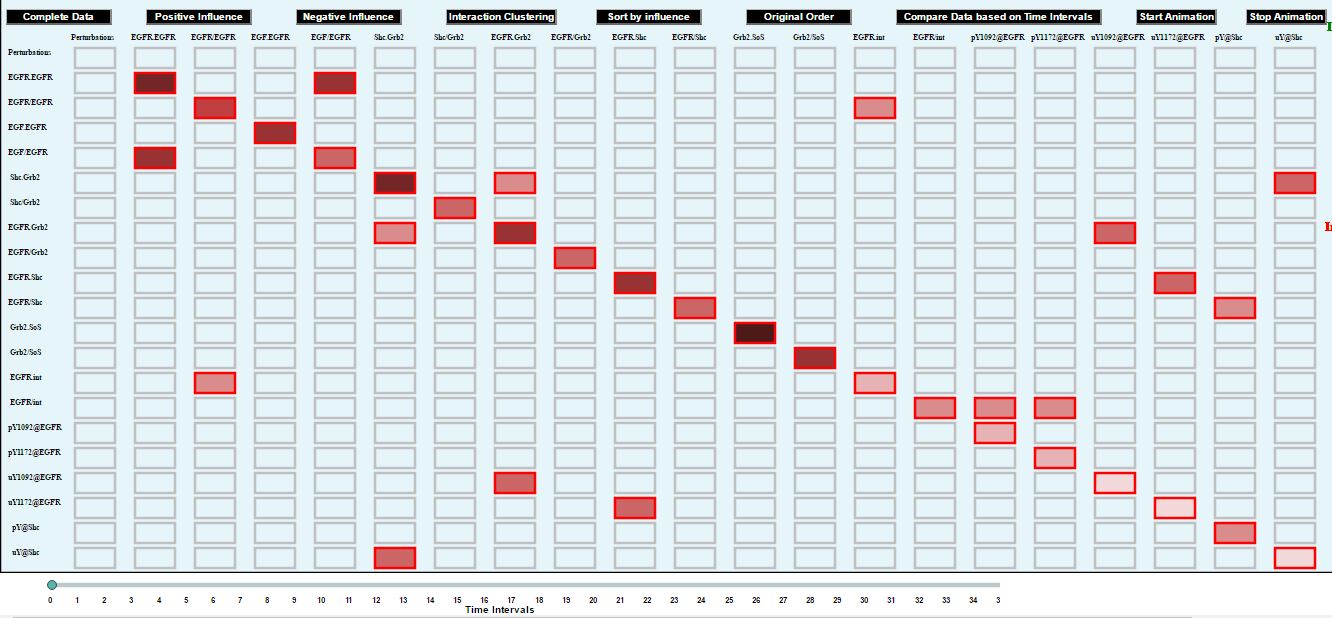 Complete Data Positive Influence Negative Influence Interaction Clustering Sort by influence Original Order Compare Data based on Time Intervals Start Animation Stop Animation
Perturbations EGFR.EGFR EGFR/EGFR EGF.EGFR EGF/EGFR Shc.Grb2 Shc/Grb2 EGFR.Grb2 EGFR/Grb2 EGFR.Shc EGFR/Shc Grb2.SoS Grb2/SoS EGFR.int EGFR/int pY1092@EGFR pY1172@EGFR uY1092@EGFR uY1172@EGFR pY@Shc uY@Shc
Perturbations
EGFR.EGFR
EGFR/EGFR
EGF.EGFR
EGF/EGFR
Shc.Grb2
Shc/Grb2
EGFR.Grb2
EGFR/Grb2
EGFR.Shc
EGFR/Shc
Grb2.SoS
Grb2/SoS
EGFR.int
EGFR/int
pY1092@EGFR
pY1172@EGFR
uY1092@EGFR
uY1172@EGFR
pY@Shc
uY@Shc
0 1 2 3 4 5 6 7 8 9 10 11 12 13 14 15 16 17 18 19 20 21 22 23 24 25 26 27 28 29 30 31 32 33 34 3
Time Intervals